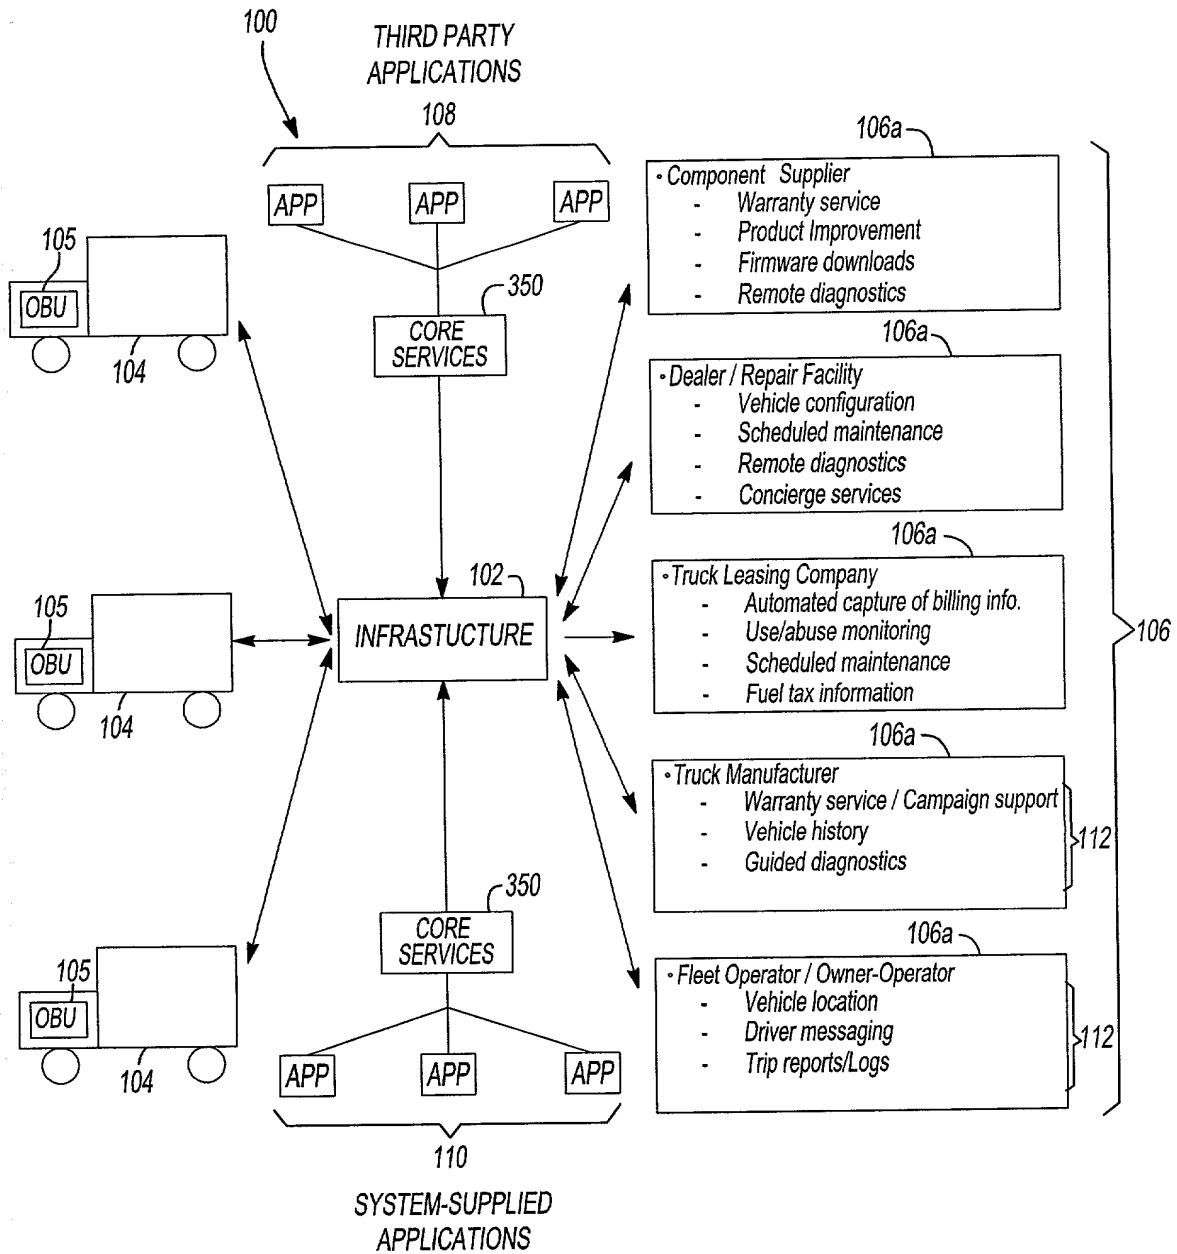 100
THIRD PARTY
APPLICATIONS
108
APP
APP
APP
350
CORE
SERVICES
105
OBU
104
105
OBU
104
105
OBU
104
102
INFRASTUCTURE
350
CORE
SERVICES
APP
APP
APP
110
SYSTEM-SUPPLIED
APPLICATIONS
106a
• Component Supplier
- Warranty service
- Product Improvement
- Firmware downloads
- Remote diagnostics
106a
• Dealer / Repair Facility
- Vehicle configuration
- Scheduled maintenance
- Remote diagnostics
- Concierge services
106a
• Truck Leasing Company
- Automated capture of billing info.
- Use/abuse monitoring
- Scheduled maintenance
- Fuel tax information
106a
• Truck Manufacturer
- Warranty service / Campaign support
- Vehicle history
- Guided diagnostics
112
106a
• Fleet Operator / Owner-Operator
- Vehicle location
- Driver messaging
- Trip reports/Logs
112
106